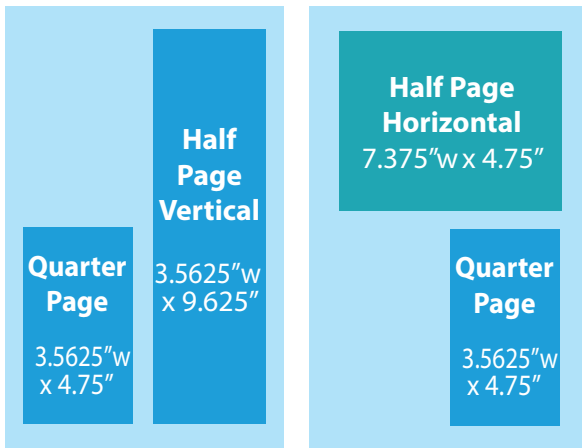 Half
Page
Vertical
3.5625”w
x 9.625”
Quarter
Page
3.5625”w
x 4.75”
Half Page
Horizontal
7.375”w x 4.75”
Quarter
Page
3.5625”w
x 4.75”